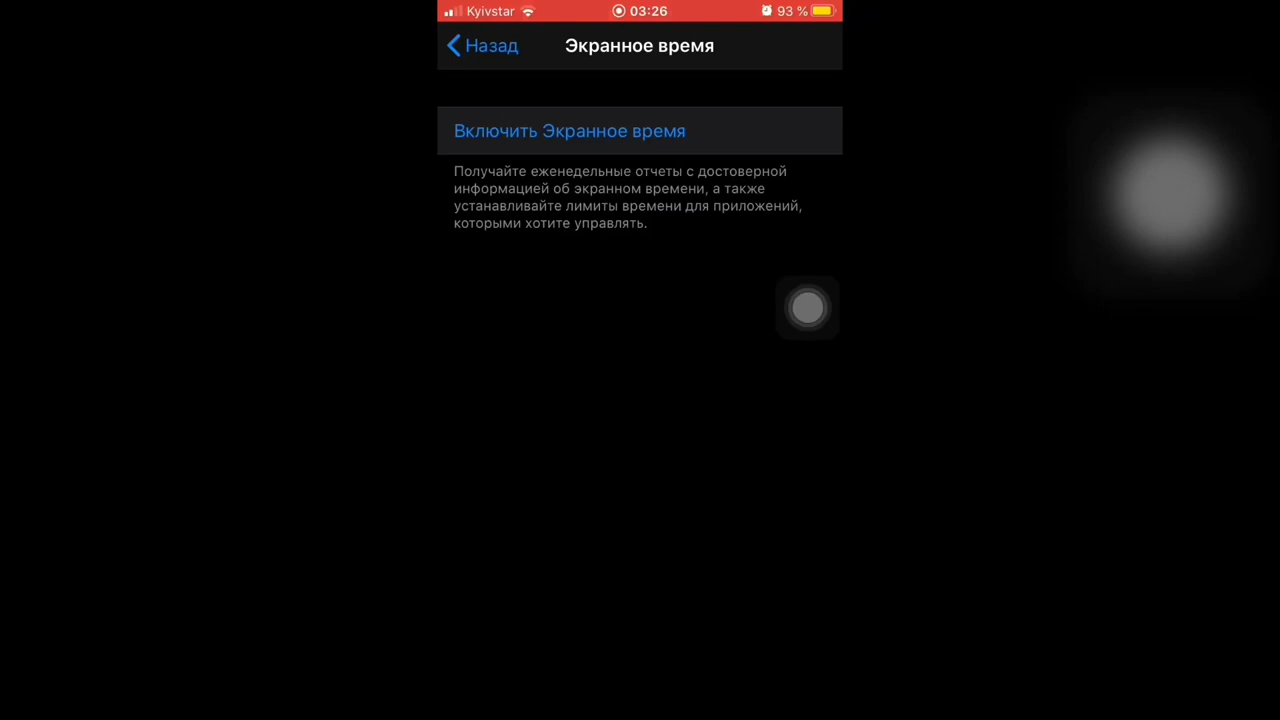 Kyivstar 03:26 93 %
Назад Экранное время
Включить Экранное время
Получайте еженедельные отчеты с достоверной
информацией об экранном времени, а также
устанавливайте лимиты времени для приложений,
которыми хотите управлять.